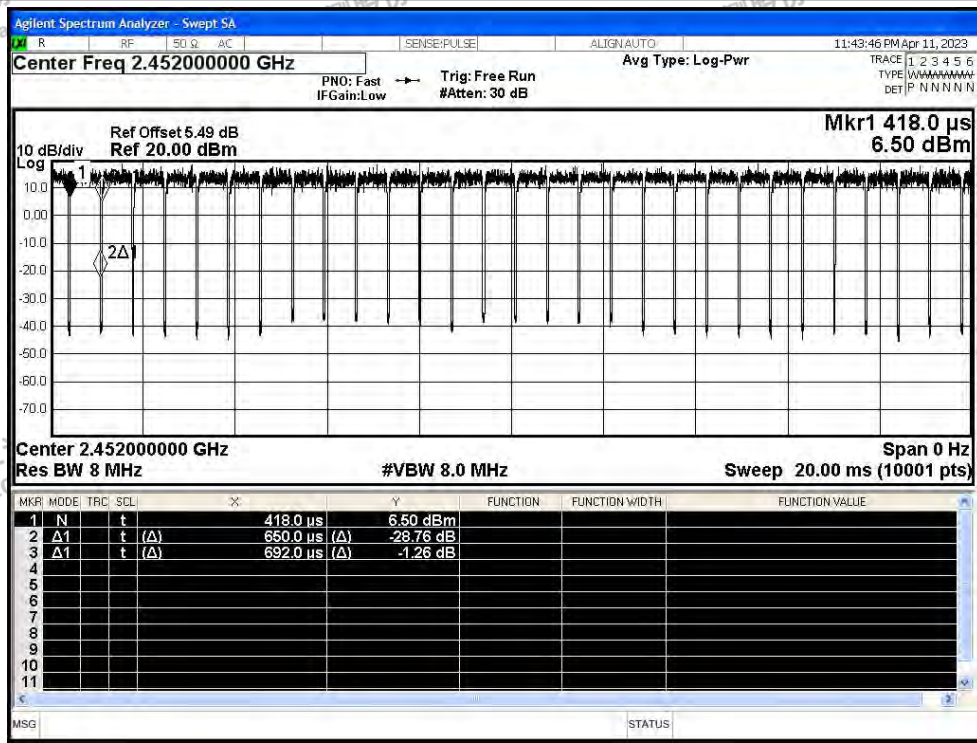 Agilent Spectrum Analyzer - Swept SA
R RF 50 Ω AC SENSE:PULSE ALIGN AUTO 11:43:46 PM Apr 11, 2023
Center Freq 2.452000000 GHz Avg Type: Log-Pwr TRACE 1 2 3 4 5 6
PNO: Fast Trig: Free Run TYPE WWWWWW
IFGain:Low #Atten: 30 dB DET P N N N N N
Mkr1 418.0 µs
Ref Offset 5.49 dB
10 dB/div Ref 20.00 dBm 6.50 dBm
Log
1
10.0
0.00
-10.0
2Δ1
-20.0
-30.0
-40.0
-50.0
-60.0
-70.0
Center 2.452000000 GHz Span 0 Hz
Res BW 8 MHz #VBW 8.0 MHz Sweep 20.00 ms (10001 pts)
MKR MODE TRC SCL X Y FUNCTION FUNCTION WIDTH FUNCTION VALUE
1 N t 418.0 µs 6.50 dBm
2 Δ1 t (Δ) 650.0 µs (Δ) -28.76 dB
3 Δ1 t (Δ) 692.0 µs (Δ) -1.26 dB
4
5
6
7
8
9
10
11
MSG STATUS